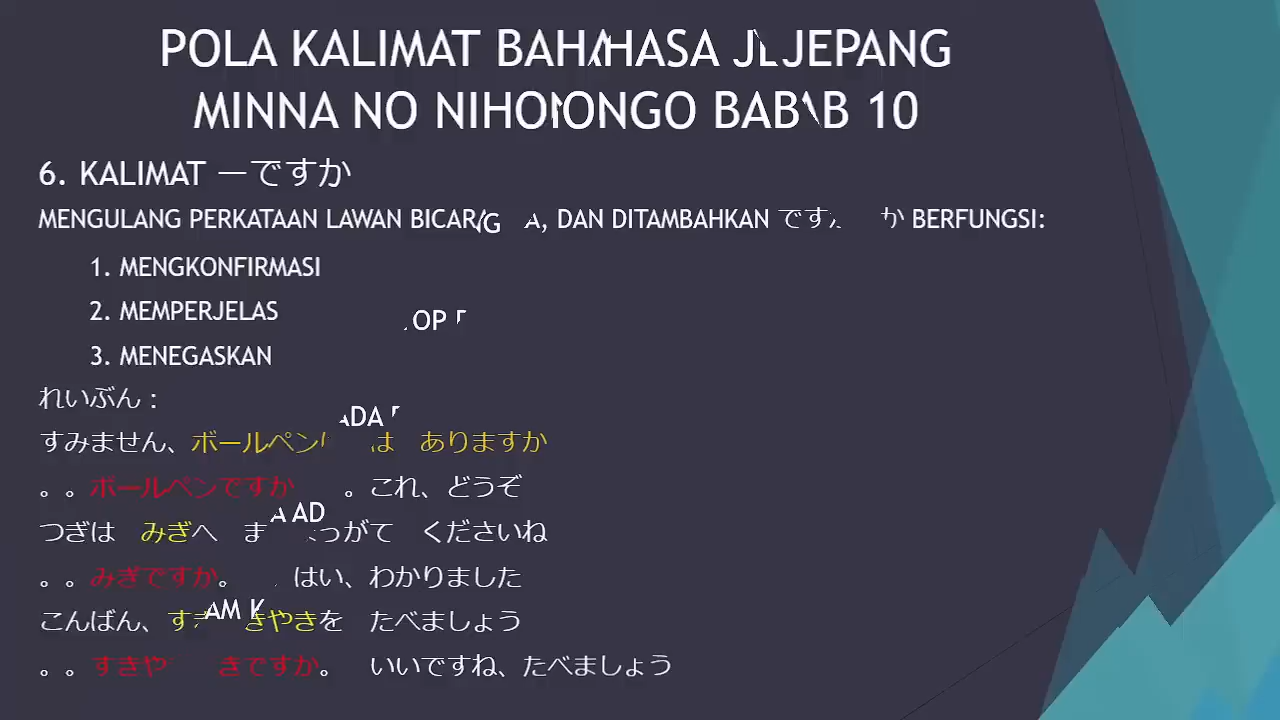 POLA KALIMAT BAHASA JEPANG
MINNA NO NIHONGO BAB 10
6. KALIMAT ーですか
MENGULANG PERKATAAN LAWAN BICARA, DAN DITAMBAHKAN ですか BERFUNGSI:
1. MENGKONFIRMASI
2. MEMPERJELAS
3. MENEGASKAN
れいぶん：
すみません、ボールペンは　ありますか
。。ボールペンですか。これ、どうぞ
つぎは　みぎへ　まがって　くださいね
。。みぎですか。　はい、わかりました
こんばん、すきやきを　たべましょう
。。すきやきですか。　いいですね、たべましょう